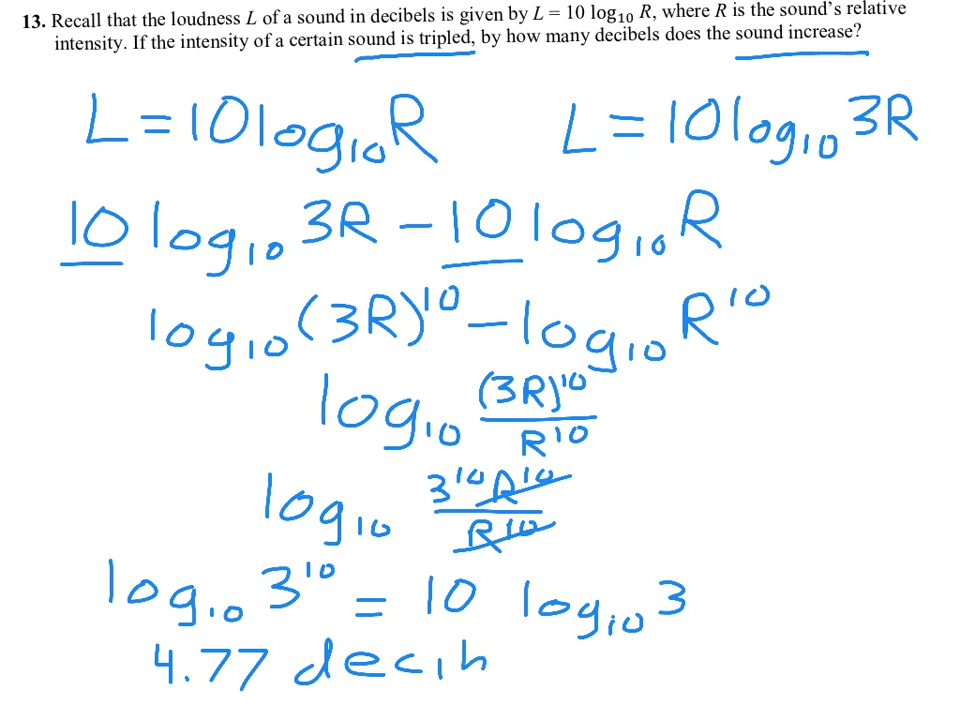 13. Recall that the loudness L of a sound in decibels is given by L = 10 log₁₀ R, where R is the sound's relative
intensity. If the intensity of a certain sound is tripled, by how many decibels does the sound increase?
L = 10 log₁₀ R L = 10 log₁₀ 3R
10 log₁₀ 3R − 10 log₁₀ R
log₁₀ (3R)¹⁰ − log₁₀ R¹⁰
log₁₀ (3R)¹⁰ / R¹⁰
log₁₀ 3¹⁰R¹⁰ / R¹⁰
log₁₀ 3¹⁰ = 10 log₁₀ 3
4.77 decih